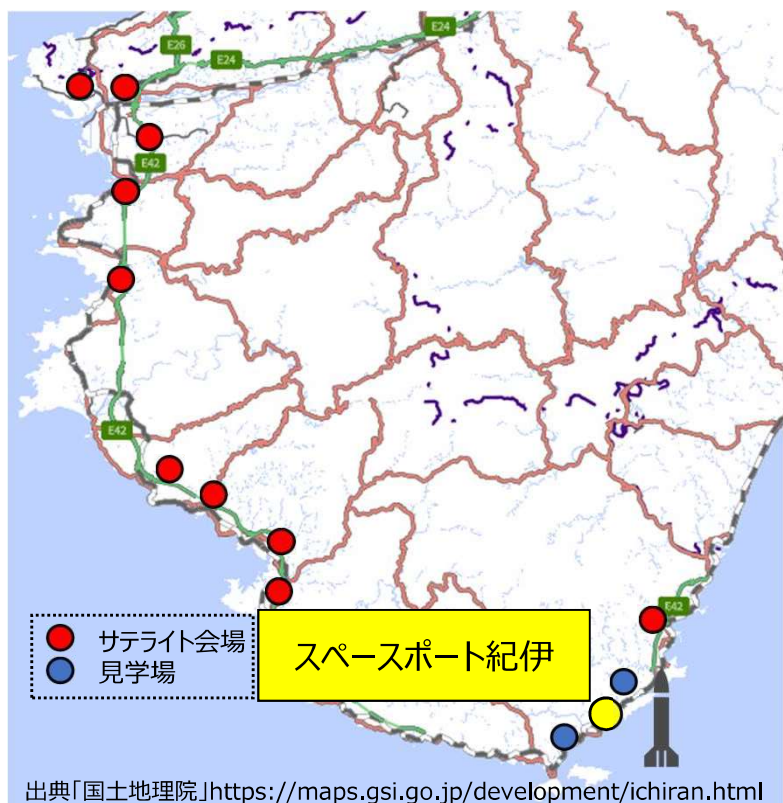 E26
E24
E24
E42
E42
E42
サテライト会場
見学場
スペースポート紀伊
出典「国土地理院」https://maps.gsi.go.jp/development/ichiran.html